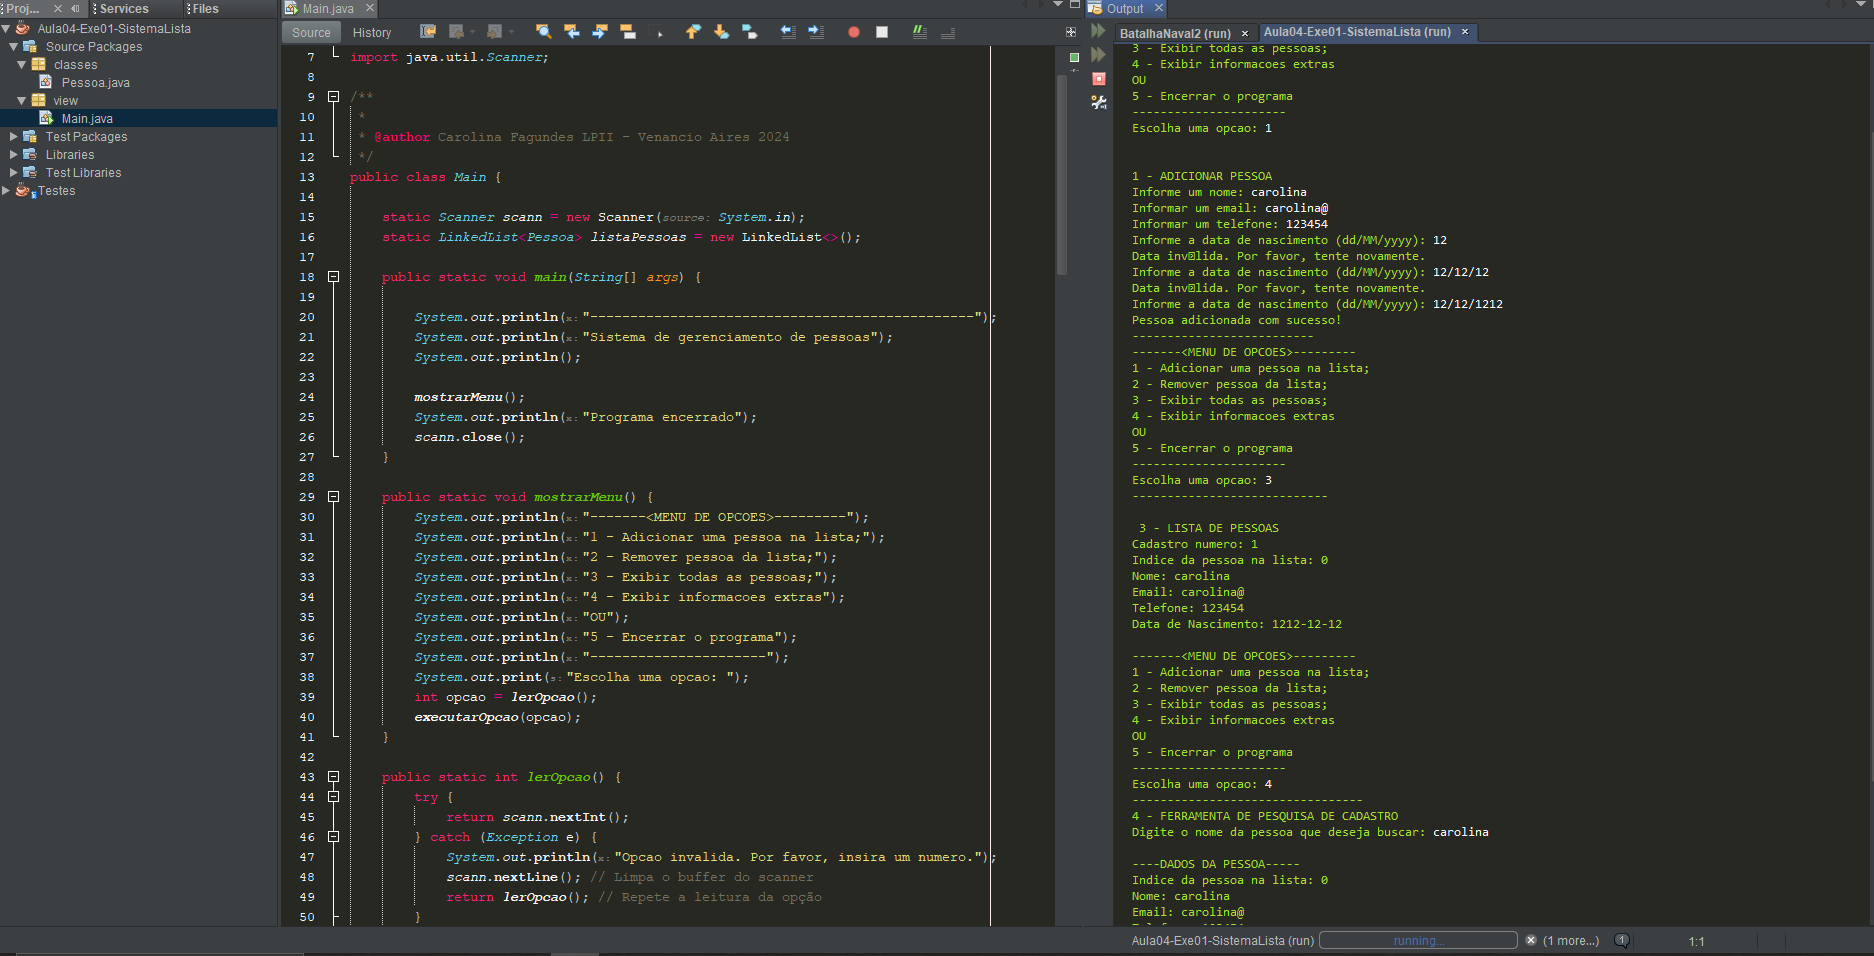 Proj...
Services
Files
Aula04-Exe01-SistemaLista
Source Packages
classes
Pessoa.java
view
Main.java
Test Packages
Libraries
Test Libraries
Testes
Main.java
Source History
7 import java.util.Scanner;
8
9 /**
10 *
11 * @author Carolina Fagundes LPII - Venancio Aires 2024
12 */
13 public class Main {
14
15 static Scanner scann = new Scanner(source: System.in);
16 static LinkedList<Pessoa> listaPessoas = new LinkedList<>();
17
18 public static void main(String[] args) {
19
20 System.out.println(x: "------------------------------------------------");
21 System.out.println(x: "Sistema de gerenciamento de pessoas");
22 System.out.println();
23
24 mostrarMenu();
25 System.out.println(x: "Programa encerrado");
26 scann.close();
27 }
28
29 public static void mostrarMenu() {
30 System.out.println(x: "-------<MENU DE OPCOES>---------");
31 System.out.println(x: "1 - Adicionar uma pessoa na lista;");
32 System.out.println(x: "2 - Remover pessoa da lista;");
33 System.out.println(x: "3 - Exibir todas as pessoas;");
34 System.out.println(x: "4 - Exibir informacoes extras");
35 System.out.println(x: "OU");
36 System.out.println(x: "5 - Encerrar o programa");
37 System.out.println(x: "----------------------");
38 System.out.print(s: "Escolha uma opcao: ");
39 int opcao = lerOpcao();
40 executarOpcao(opcao);
41 }
42
43 public static int lerOpcao() {
44 try {
45 return scann.nextInt();
46 } catch (Exception e) {
47 System.out.println(x: "Opcao invalida. Por favor, insira um numero.");
48 scann.nextLine(); // Limpa o buffer do scanner
49 return lerOpcao(); // Repete a leitura da opção
50 }
Output
BatalhaNaval2 (run)
Aula04-Exe01-SistemaLista (run)
3 - Exibir todas as pessoas;
4 - Exibir informacoes extras
OU
5 - Encerrar o programa
----------------------
Escolha uma opcao: 1
1 - ADICIONAR PESSOA
Informe um nome: carolina
Informar um email: carolina@
Informar um telefone: 123454
Informe a data de nascimento (dd/MM/yyyy): 12
Data inv�lida. Por favor, tente novamente.
Informe a data de nascimento (dd/MM/yyyy): 12/12/12
Data inv�lida. Por favor, tente novamente.
Informe a data de nascimento (dd/MM/yyyy): 12/12/1212
Pessoa adicionada com sucesso!
--------------------------
-------<MENU DE OPCOES>---------
1 - Adicionar uma pessoa na lista;
2 - Remover pessoa da lista;
3 - Exibir todas as pessoas;
4 - Exibir informacoes extras
OU
5 - Encerrar o programa
----------------------
Escolha uma opcao: 3
----------------------------
3 - LISTA DE PESSOAS
Cadastro numero: 1
Indice da pessoa na lista: 0
Nome: carolina
Email: carolina@
Telefone: 123454
Data de Nascimento: 1212-12-12
-------<MENU DE OPCOES>---------
1 - Adicionar uma pessoa na lista;
2 - Remover pessoa da lista;
3 - Exibir todas as pessoas;
4 - Exibir informacoes extras
OU
5 - Encerrar o programa
----------------------
Escolha uma opcao: 4
---------------------------------
4 - FERRAMENTA DE PESQUISA DE CADASTRO
Digite o nome da pessoa que deseja buscar: carolina
----DADOS DA PESSOA-----
Indice da pessoa na lista: 0
Nome: carolina
Email: carolina@
Aula04-Exe01-SistemaLista (run) running... (1 more...) 1 1:1